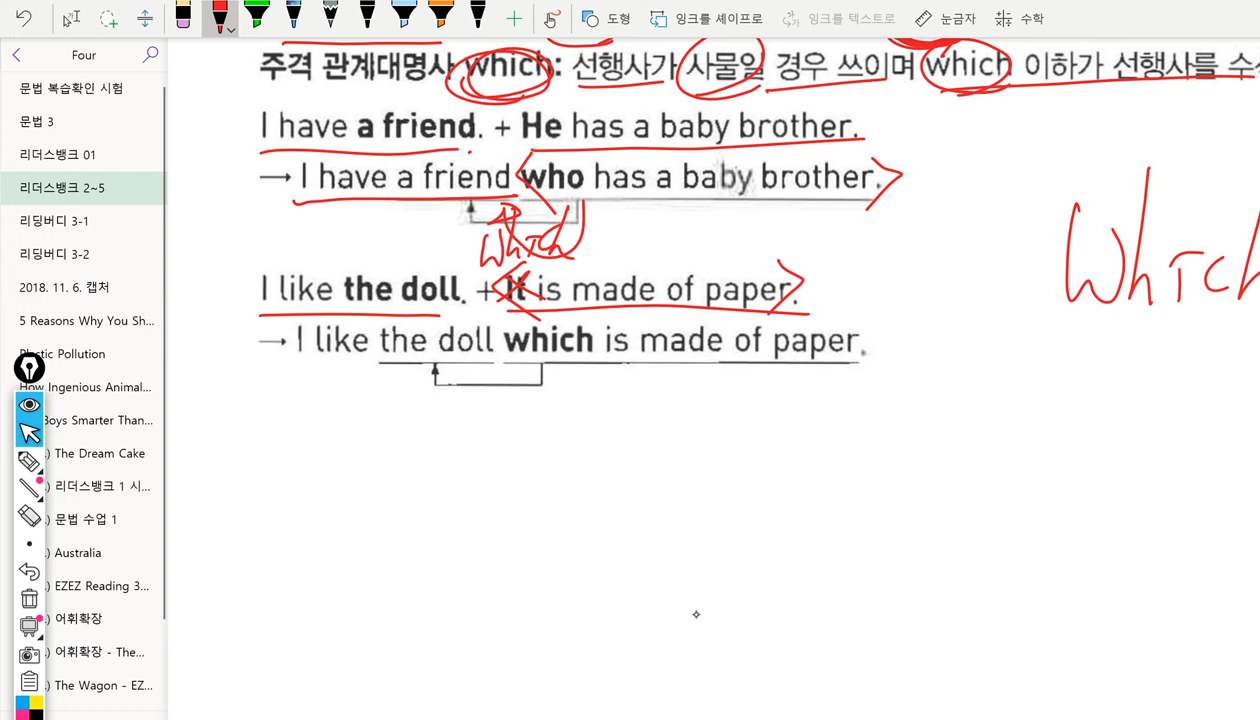 도형
잉크를 셰이프로
잉크를 텍스트로
눈금자
수학
Four
문법 복습확인 시험
문법 3
리더스뱅크 01
리더스뱅크 2~5
리딩버디 3-1
리딩버디 3-2
2018. 11. 6. 캡처
5 Reasons Why You Sh...
Plastic Pollution
How Ingenious Animal...
Boys Smarter Than...
.) The Dream Cake
.) 리더스뱅크 1 시...
.) 문법 수업 1
.) Australia
.) EZEZ Reading 3...
.) 어휘확장
.) 어휘확장 - The...
.) The Wagon - EZ...
주격 관계대명사 which: 선행사가 사물일 경우 쓰이며 which 이하가 선행사를 수식
I have a friend. + He has a baby brother.
→ I have a friend who has a baby brother.
which
I like the doll. + It is made of paper.
→ I like the doll which is made of paper.
Which